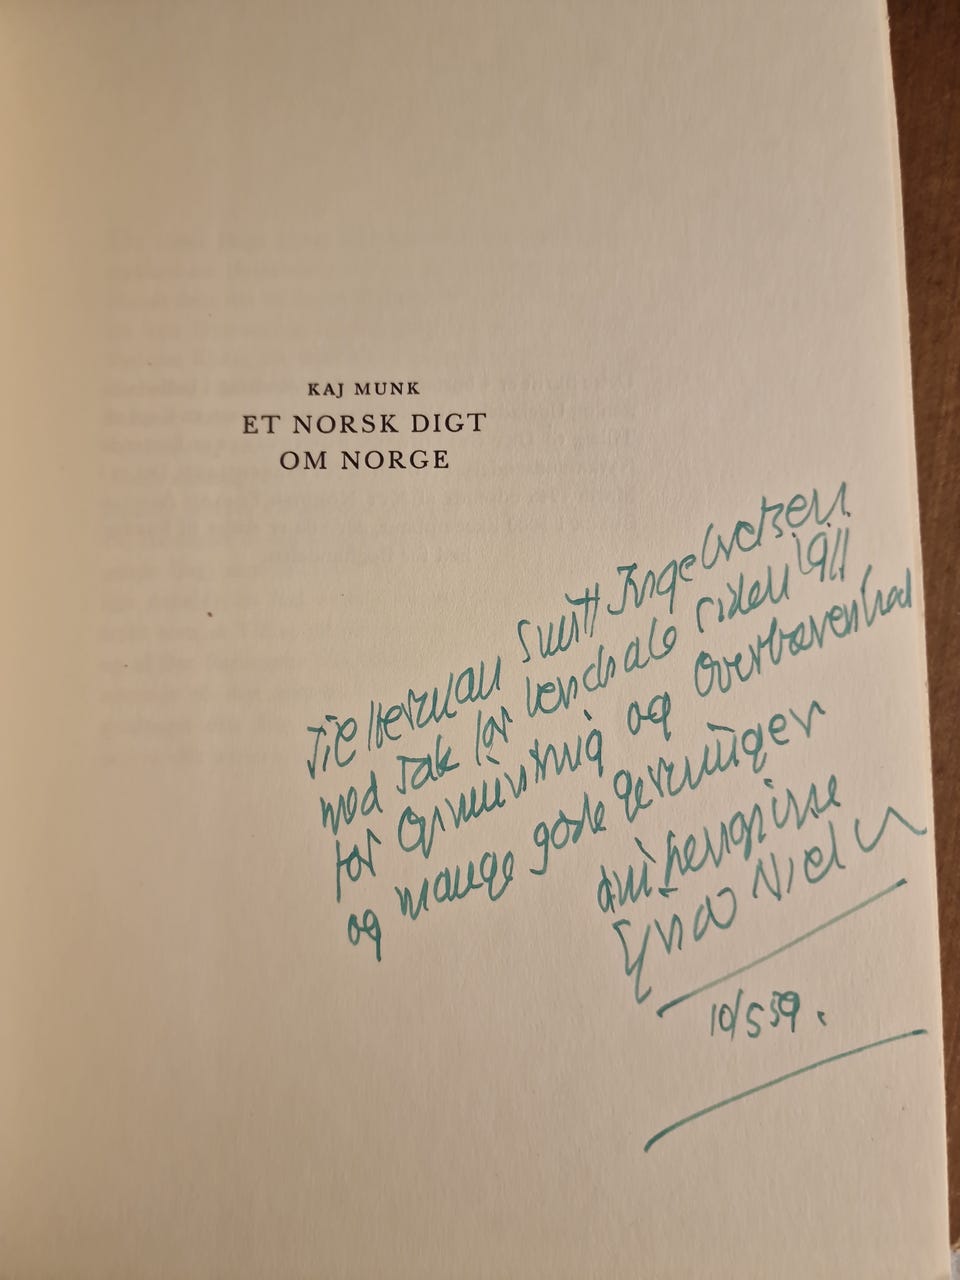 KAJ MUNK
ET NORSK DIGT
OM NORGE
Til Herman Smitt Ingebretsen
med Tak for Venskab siden 1911
for Opmuntring og Overbærenhed
og mange gode Gerninger
din hengivne
10/5 59.